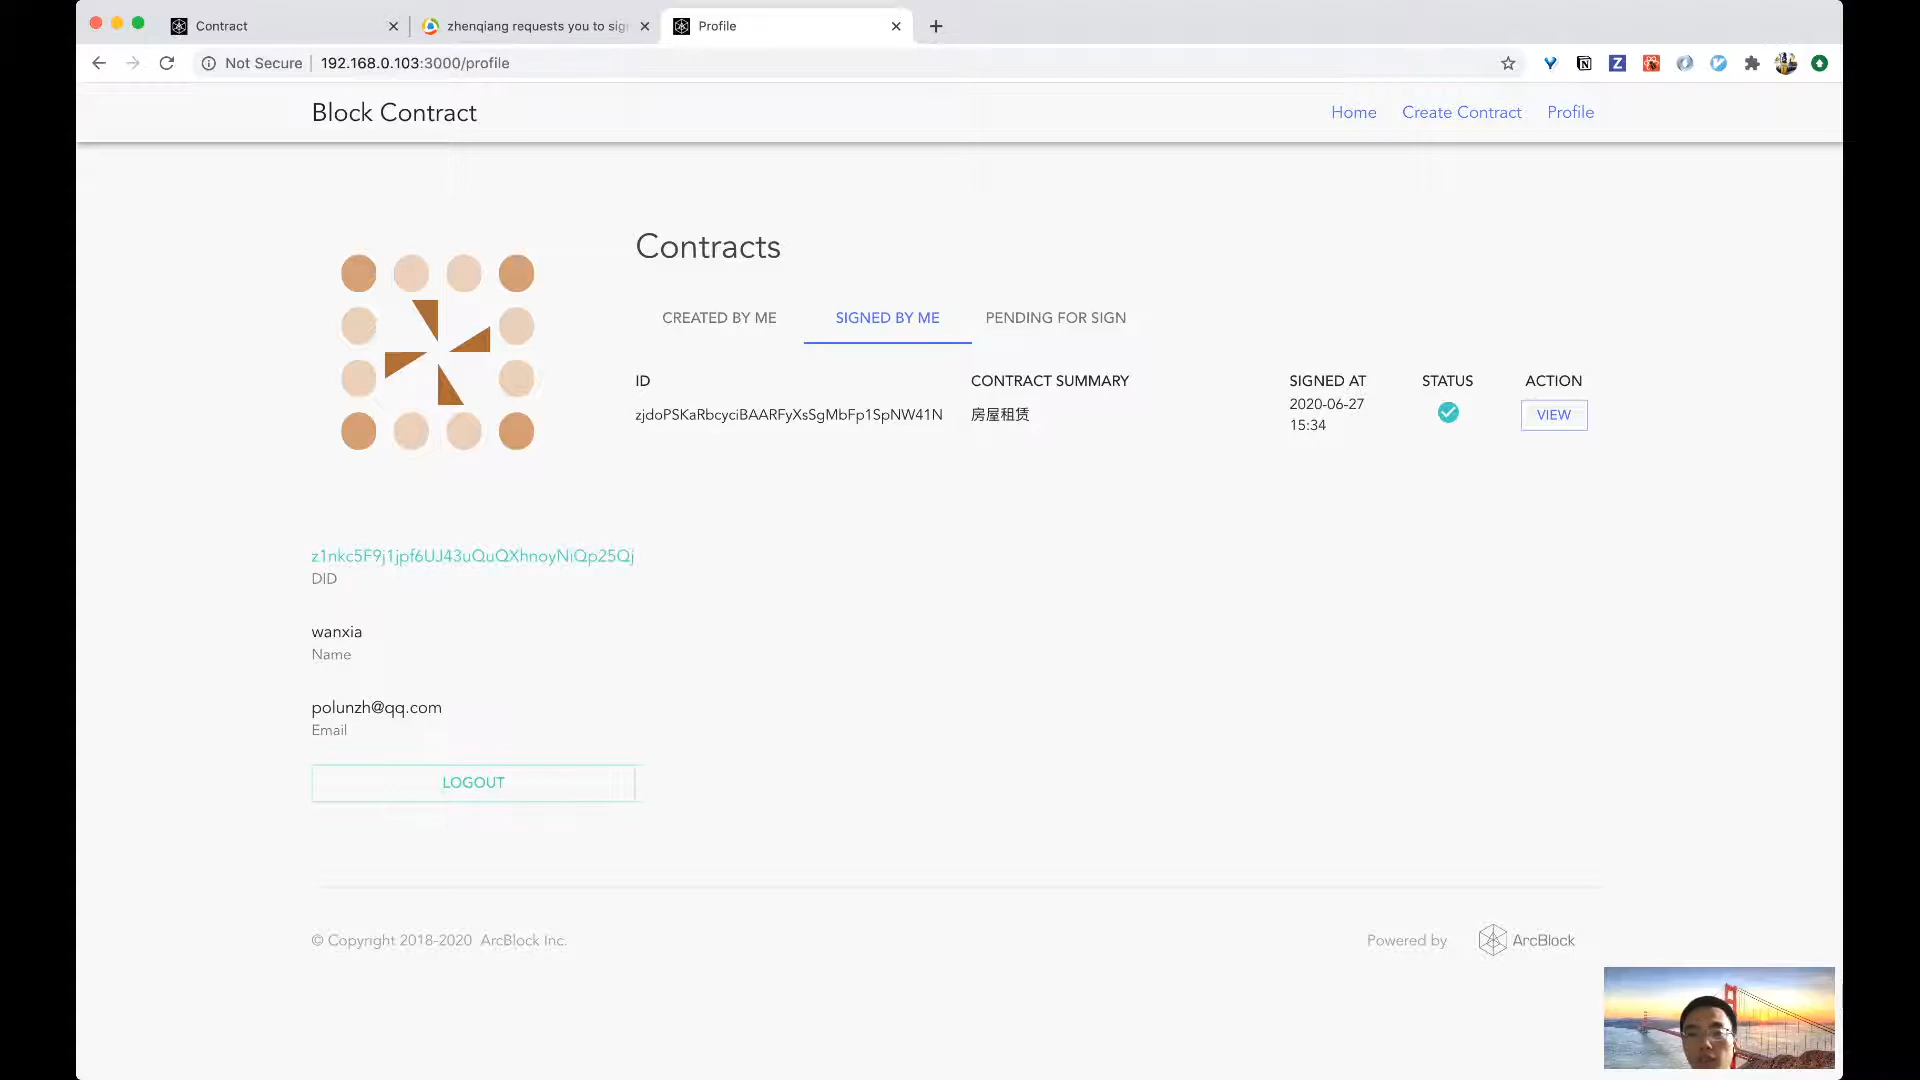 Contract
zhenqiang requests you to sig
Profile
Not Secure
192.168.0.103:3000/profile
Block Contract
Home
Create Contract
Profile
Contracts
CREATED BY ME
SIGNED BY ME
PENDING FOR SIGN
ID
CONTRACT SUMMARY
SIGNED AT
STATUS
ACTION
zjdoPSKaRbcyciBAARFyXsSgMbFp1SpNW41N
房屋租赁
2020-06-27
15:34
VIEW
z1nkc5F9j1jpf6UJ43uQuQXhnoyNiQp25Qj
DID
wanxia
Name
polunzh@qq.com
Email
LOGOUT
© Copyright 2018-2020 ArcBlock Inc.
Powered by
ArcBlock